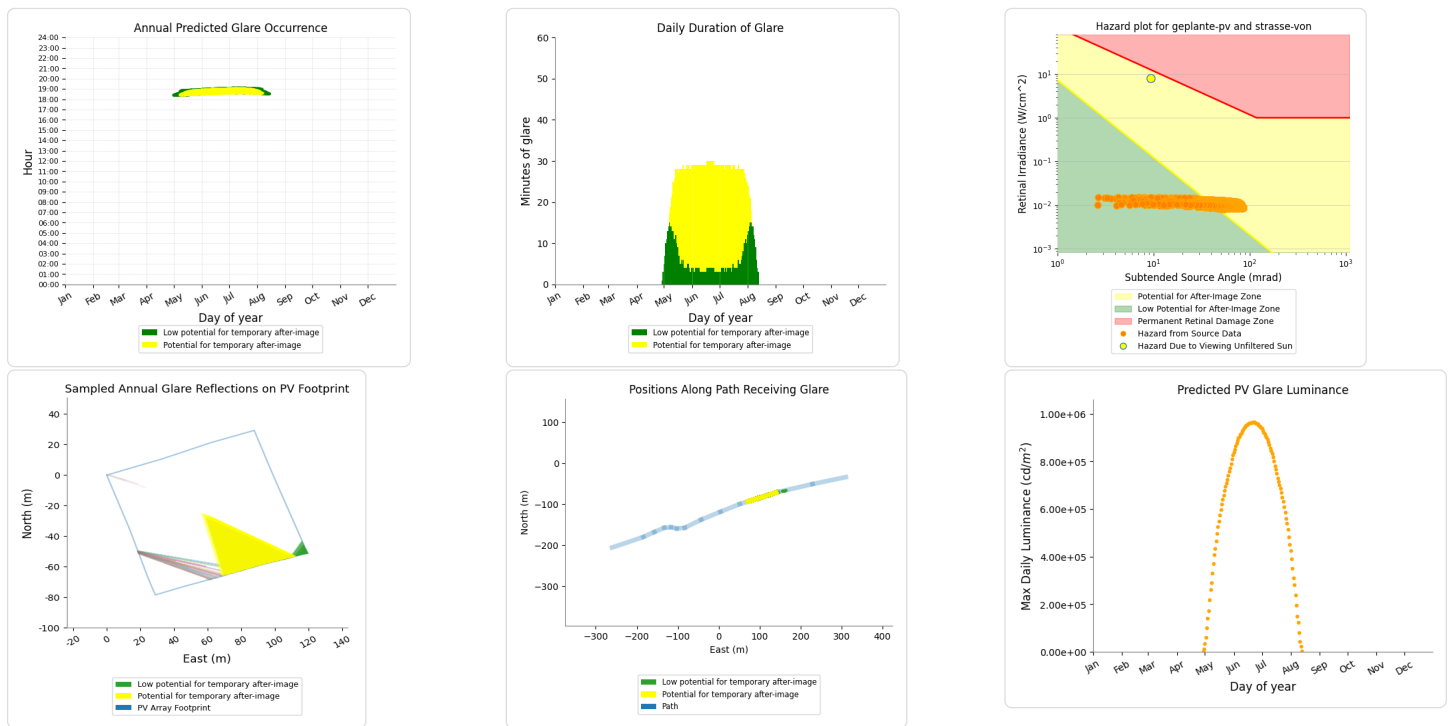 Annual Predicted Glare Occurrence
24:00
23:00
22:00
21:00
20:00
19:00
18:00
17:00
16:00
15:00
14:00
13:00
12:00
11:00
10:00
09:00
08:00
07:00
06:00
05:00
04:00
03:00
02:00
01:00
00:00
Hour
Jan Feb Mar Apr May Jun Jul Aug Sep Oct Nov Dec
Day of year
Low potential for temporary after-image
Potential for temporary after-image
Daily Duration of Glare
60
50
40
30
20
10
0
Minutes of glare
Jan Feb Mar Apr May Jun Jul Aug Sep Oct Nov Dec
Day of year
Low potential for temporary after-image
Potential for temporary after-image
Hazard plot for geplante-pv and strasse-von
10¹
10⁰
10⁻¹
10⁻²
10⁻³
Retinal Irradiance (W/cm^2)
10⁰ 10¹ 10² 10³
Subtended Source Angle (mrad)
Potential for After-Image Zone
Low Potential for After-Image Zone
Permanent Retinal Damage Zone
Hazard from Source Data
Hazard Due to Viewing Unfiltered Sun
Sampled Annual Glare Reflections on PV Footprint
40
20
0
-20
-40
-60
-80
-100
North (m)
-20 0 20 40 60 80 100 120 140
East (m)
Low potential for temporary after-image
Potential for temporary after-image
PV Array Footprint
Positions Along Path Receiving Glare
100
0
−100
−200
−300
North (m)
−300 −200 −100 0 100 200 300 400
East (m)
Low potential for temporary after-image
Potential for temporary after-image
Path
Predicted PV Glare Luminance
1.00e+06
8.00e+05
6.00e+05
4.00e+05
2.00e+05
0.00e+00
Max Daily Luminance (cd/m²)
Jan Feb Mar Apr May Jun Jul Aug Sep Oct Nov Dec
Day of year